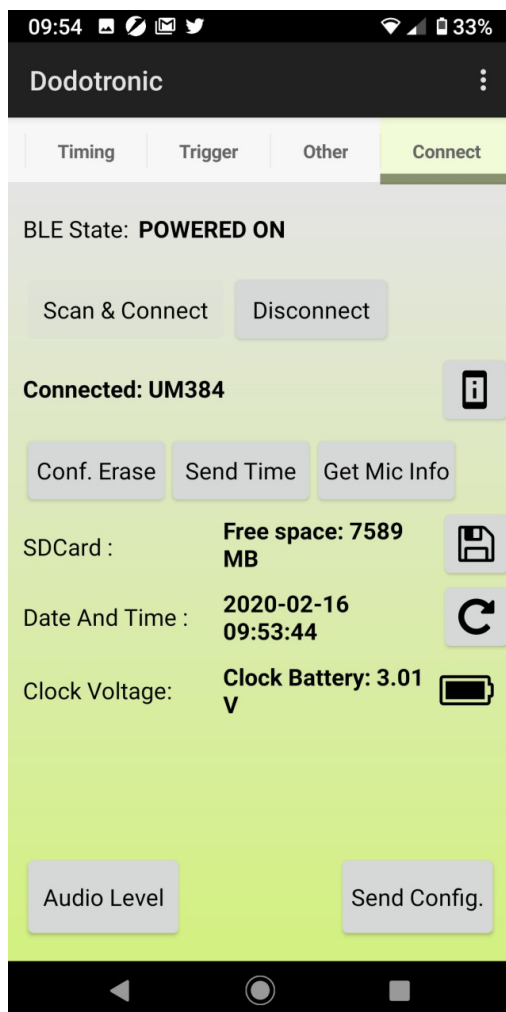 09:54 33%
Dodotronic
Timing Trigger Other Connect
BLE State: POWERED ON
Scan & Connect Disconnect
Connected: UM384
Conf. Erase Send Time Get Mic Info
SDCard : Free space: 7589
MB
Date And Time : 2020-02-16
09:53:44
Clock Voltage: Clock Battery: 3.01
V
Audio Level Send Config.